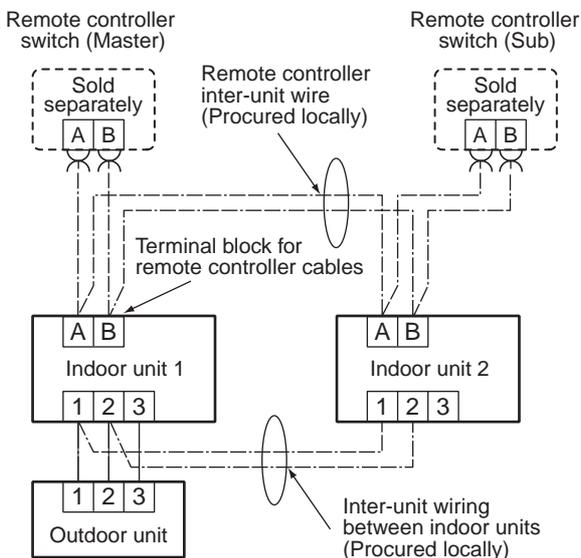 Remote controller
switch (Master)
Remote controller
switch (Sub)
Sold
separately
A B
Remote controller
inter-unit wire
(Procured locally)
Sold
separately
A B
Terminal block for
remote controller cables
A B
Indoor unit 1
1 2 3
A B
Indoor unit 2
1 2 3
1 2 3
Outdoor unit
Inter-unit wiring
between indoor units
(Procured locally)